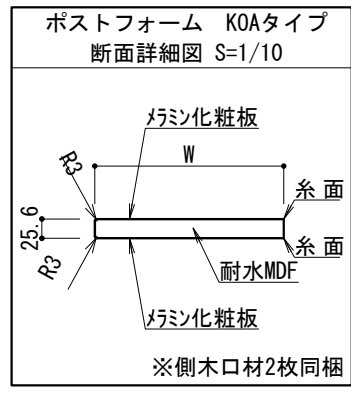 ポストフォーム KOAタイプ
断面詳細図 S=1/10
メラミン化粧板
R3
W
糸面
25.6
糸面
R3
耐水MDF
メラミン化粧板
※側木口材2枚同梱